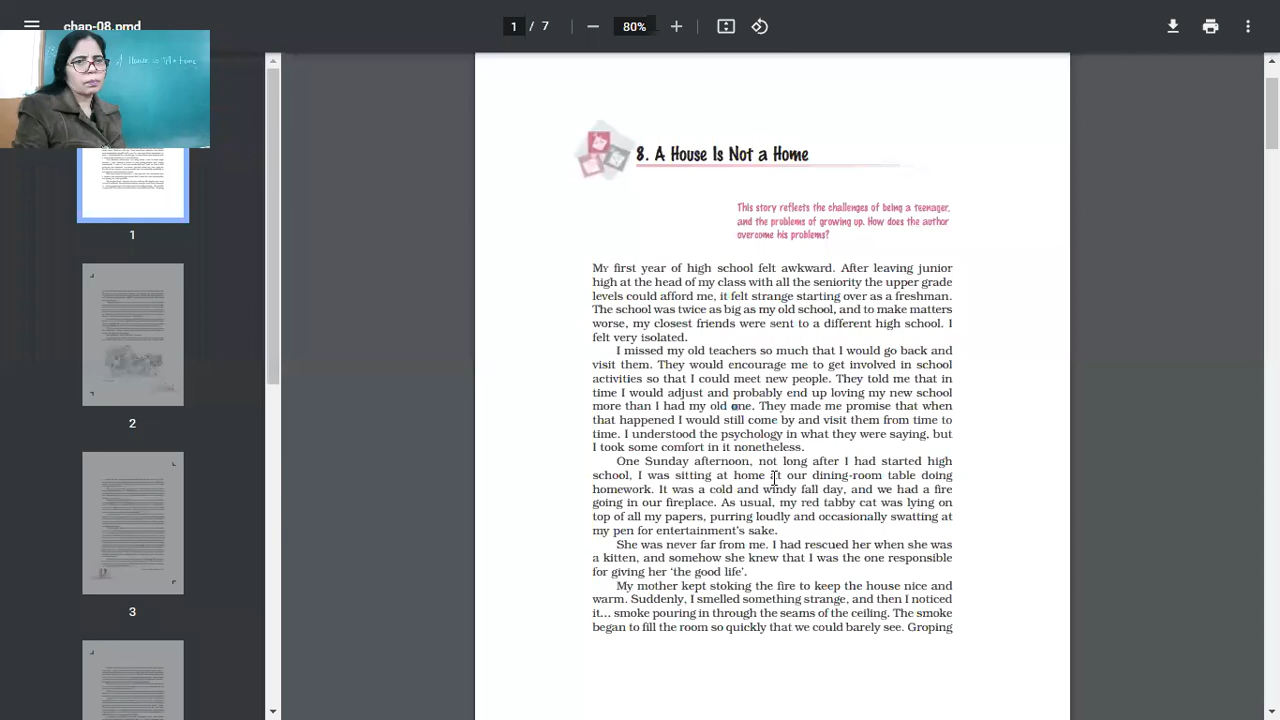 chap-08.pmd
1 / 7
80%
A House is Not a Home
1
2
3
8. A House Is Not a Home
This story reflects the challenges of being a teenager,
and the problems of growing up. How does the author
overcome his problems?
My first year of high school felt awkward. After leaving junior
high at the head of my class with all the seniority the upper grade
levels could afford me, it felt strange starting over as a freshman.
The school was twice as big as my old school, and to make matters
worse, my closest friends were sent to a different high school. I
felt very isolated.
I missed my old teachers so much that I would go back and
visit them. They would encourage me to get involved in school
activities so that I could meet new people. They told me that in
time I would adjust and probably end up loving my new school
more than I had my old one. They made me promise that when
that happened I would still come by and visit them from time to
time. I understood the psychology in what they were saying, but
I took some comfort in it nonetheless.
One Sunday afternoon, not long after I had started high
school, I was sitting at home at our dining-room table doing
homework. It was a cold and windy fall day, and we had a fire
going in our fireplace. As usual, my red tabby cat was lying on
top of all my papers, purring loudly and occasionally swatting at
my pen for entertainment's sake.
She was never far from me. I had rescued her when she was
a kitten, and somehow she knew that I was the one responsible
for giving her ‘the good life’.
My mother kept stoking the fire to keep the house nice and
warm. Suddenly, I smelled something strange, and then I noticed
it... smoke pouring in through the seams of the ceiling. The smoke
began to fill the room so quickly that we could barely see. Groping